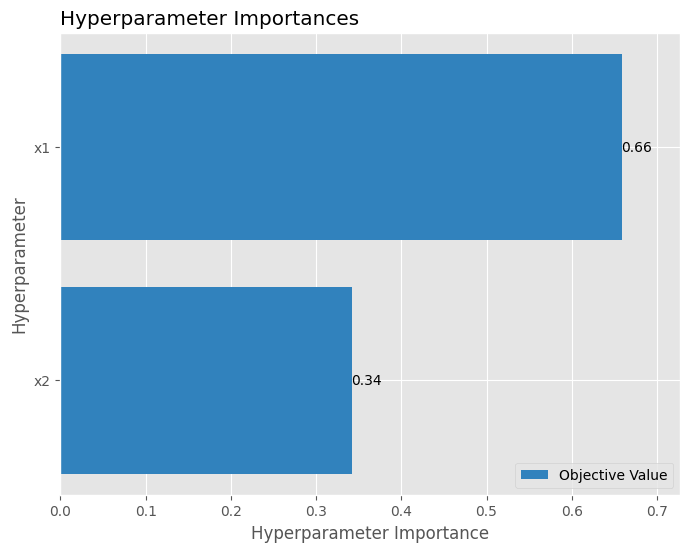 Hyperparameter Importances
Hyperparameter
x1
0.66
x2
0.34
Objective Value
0.0 0.1 0.2 0.3 0.4 0.5 0.6 0.7
Hyperparameter Importance